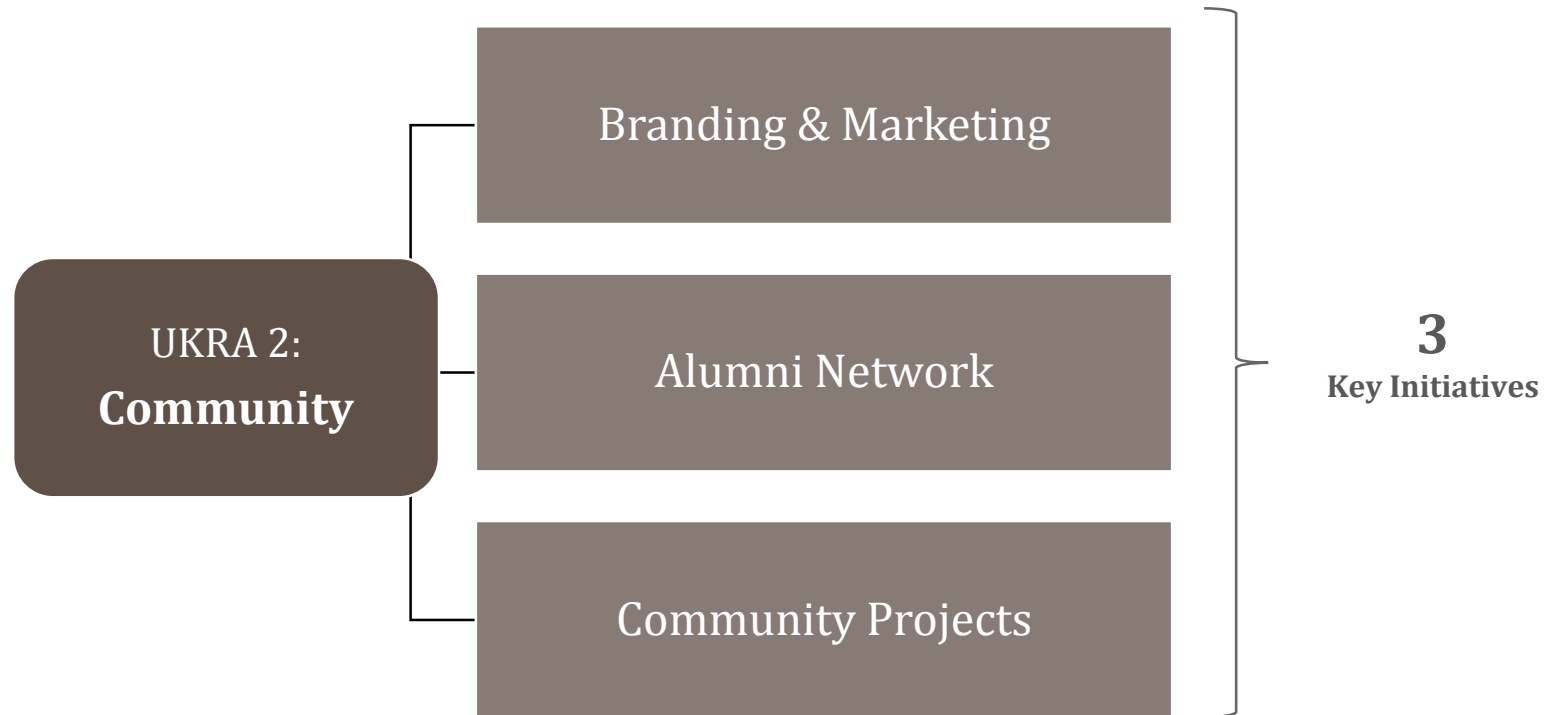 Branding & Marketing
UKRA 2:
Community
Alumni Network
Community Projects
3
Key Initiatives